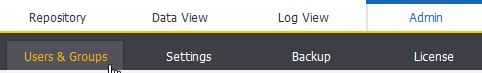 Repository Data View Log View Admin
Users & Groups Settings Backup License